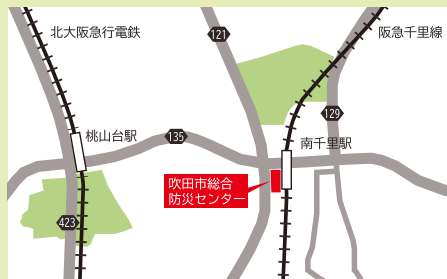 北大阪急行電鉄
121
阪急千里線
129
桃山台駅
135
南千里駅
吹田市総合
防災センター
423